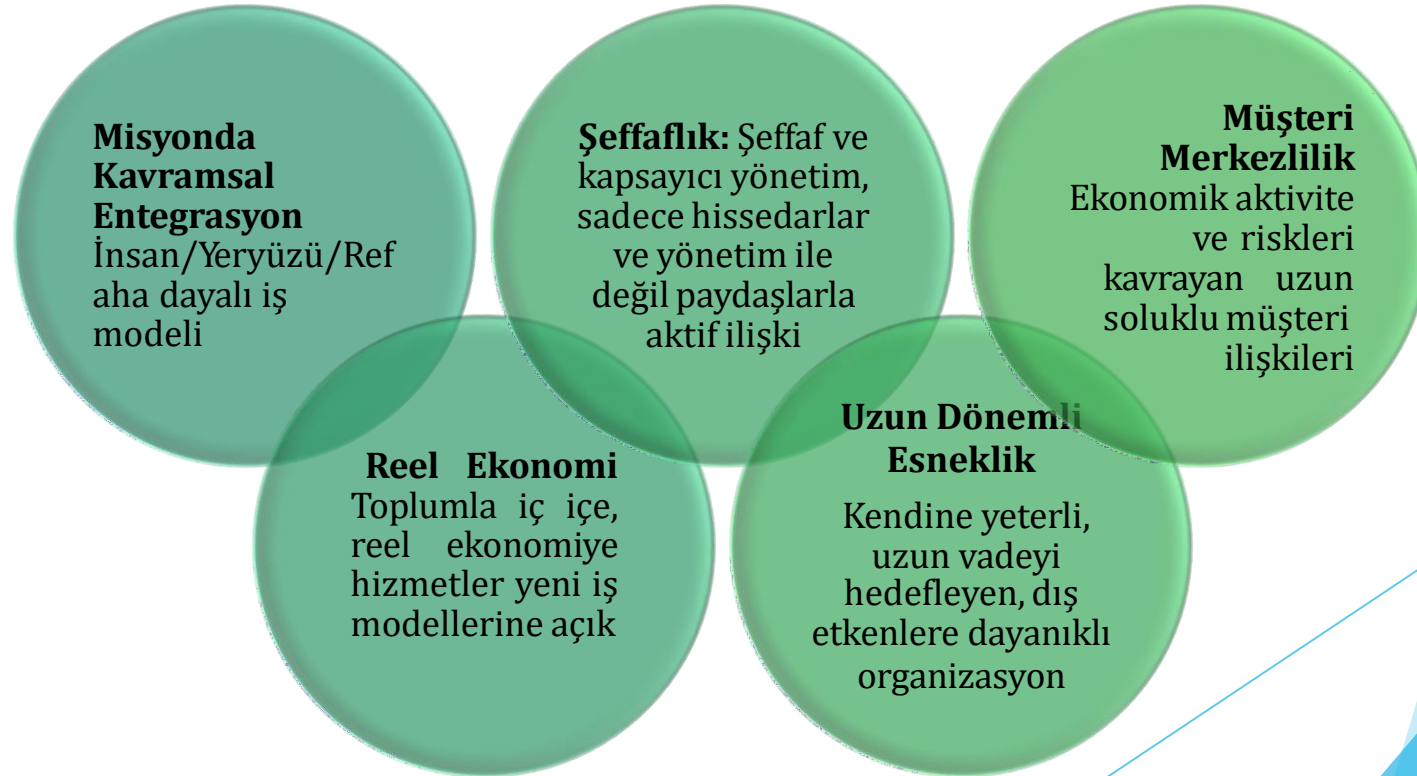 Misyonda
Kavramsal
Entegrasyon
İnsan/Yeryüzü/Ref
aha dayalı iş
modeli
Reel Ekonomi
Toplumla iç içe,
reel ekonomiye
hizmetler yeni iş
modellerine açık
Şeffaflık: Şeffaf ve
kapsayıcı yönetim,
sadece hissedarlar
ve yönetim ile
değil paydaşlarla
aktif ilişki
Uzun Dönemli
Esneklik
Kendine yeterli,
uzun vadeyi
hedefleyen, dış
etkenlere dayanıklı
organizasyon
Müşteri
Merkezlilik
Ekonomik aktivite
ve riskleri
kavrayan uzun
soluklu müşteri
ilişkileri